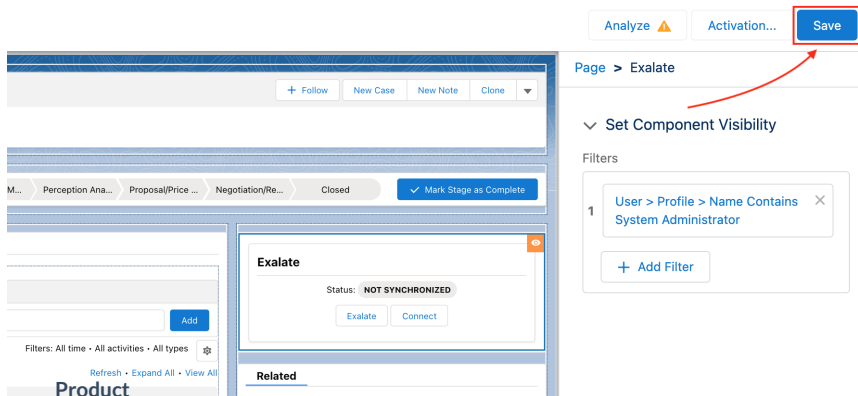 Analyze
Activation...
Save
Page > Exalate
+ Follow
New Case
New Note
Clone
Set Component Visibility
Filters
M...
Perception Ana...
Proposal/Price ...
Negotiation/Re...
Closed
Mark Stage as Complete
1
User > Profile > Name Contains
System Administrator
+ Add Filter
Exalate
Status: NOT SYNCHRONIZED
Exalate
Connect
Add
Filters: All time • All activities • All types
Refresh • Expand All • View All
Product
Related